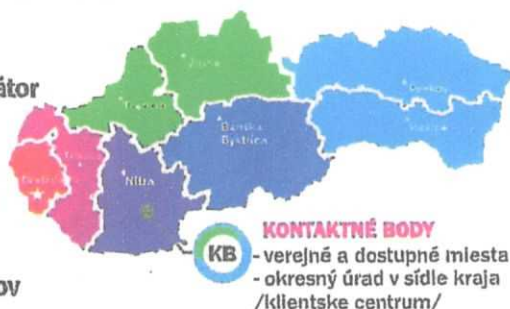 átor
Žilina
Trenčín
Prešov
Košice
Banská
Bystrica
Trnava
Nitra
KB
KONTAKTNÉ BODY
- verejné a dostupné miesta
- okresný úrad v sídle kraja
/klientske centrum/
ov